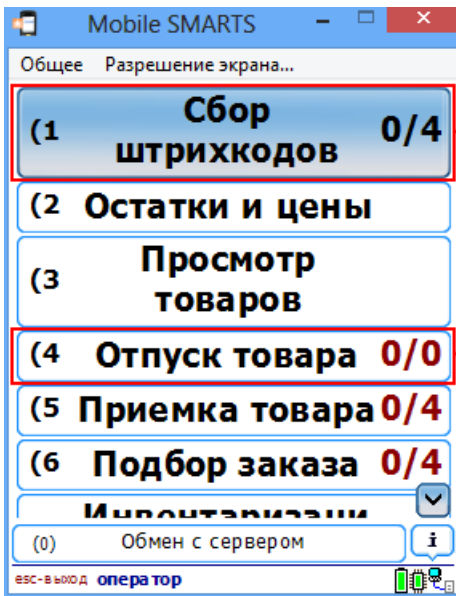 Mobile SMARTS
Общее Разрешение экрана...
(1 Сбор 0/4
штрихкодов
(2 Остатки и цены
(3 Просмотр
товаров
(4 Отпуск товара 0/0
(5 Приемка товара 0/4
(6 Подбор заказа 0/4
Инвентаризаци
(0) Обмен с сервером i
esc-выход оператор